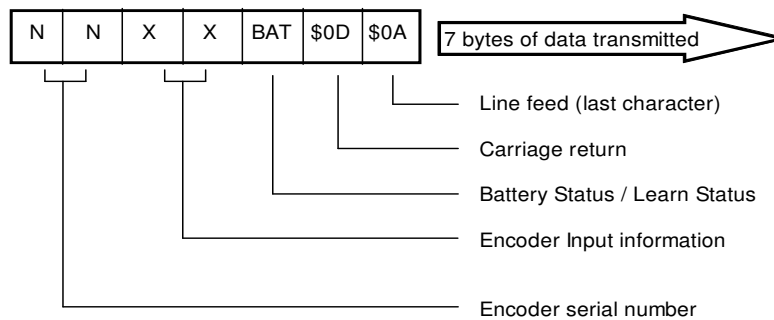 N N X X BAT $0D $0A 7 bytes of data transmitted
Line feed (last character)
Carriage return
Battery Status / Learn Status
Encoder Input information
Encoder serial number